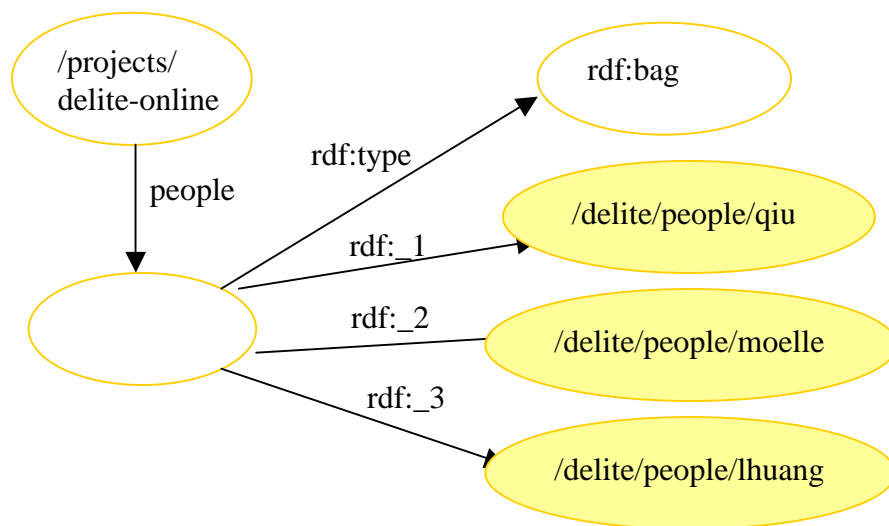 /projects/
delite-online
rdf:bag
rdf:type
people
/delite/people/qiu
rdf:_1
rdf:_2
/delite/people/moelle
rdf:_3
/delite/people/lhuang